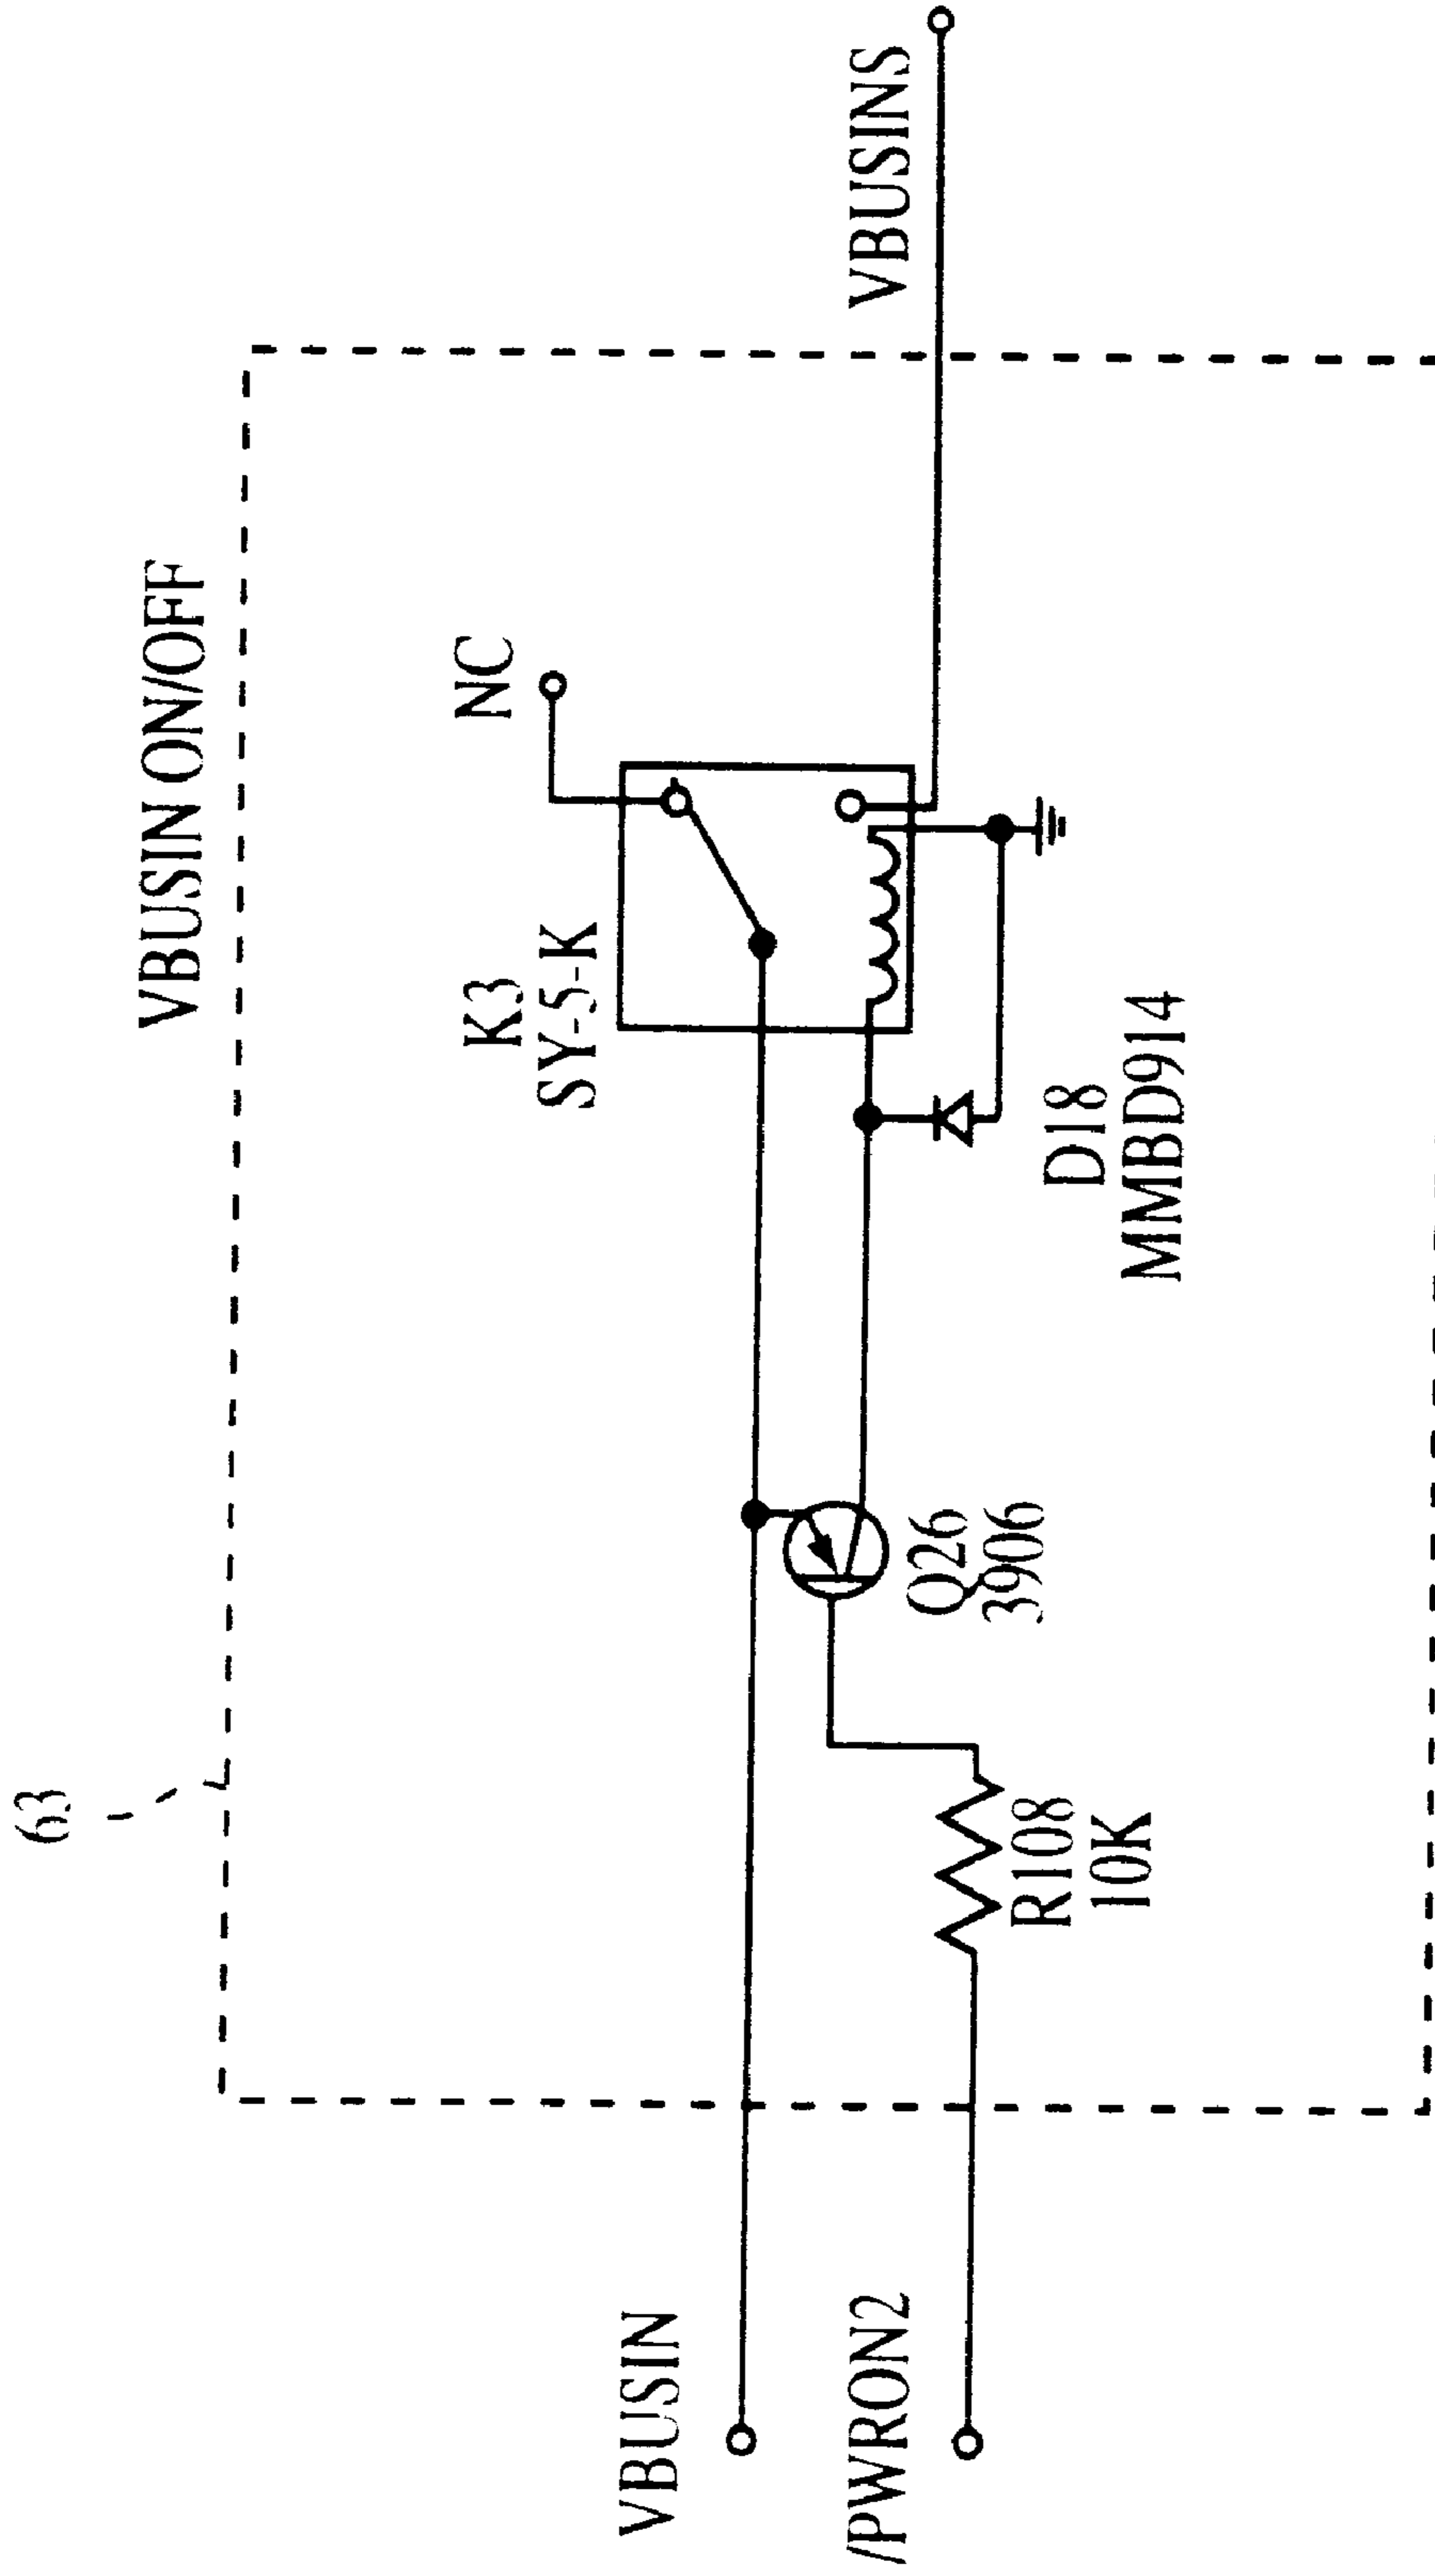 63
VBUSIN ON/OFF
NC
K3
SY-5-K
VBUSIN
/PWRON2
VBUSINS
Q26
3906
R108
10K
D18
MMBD914